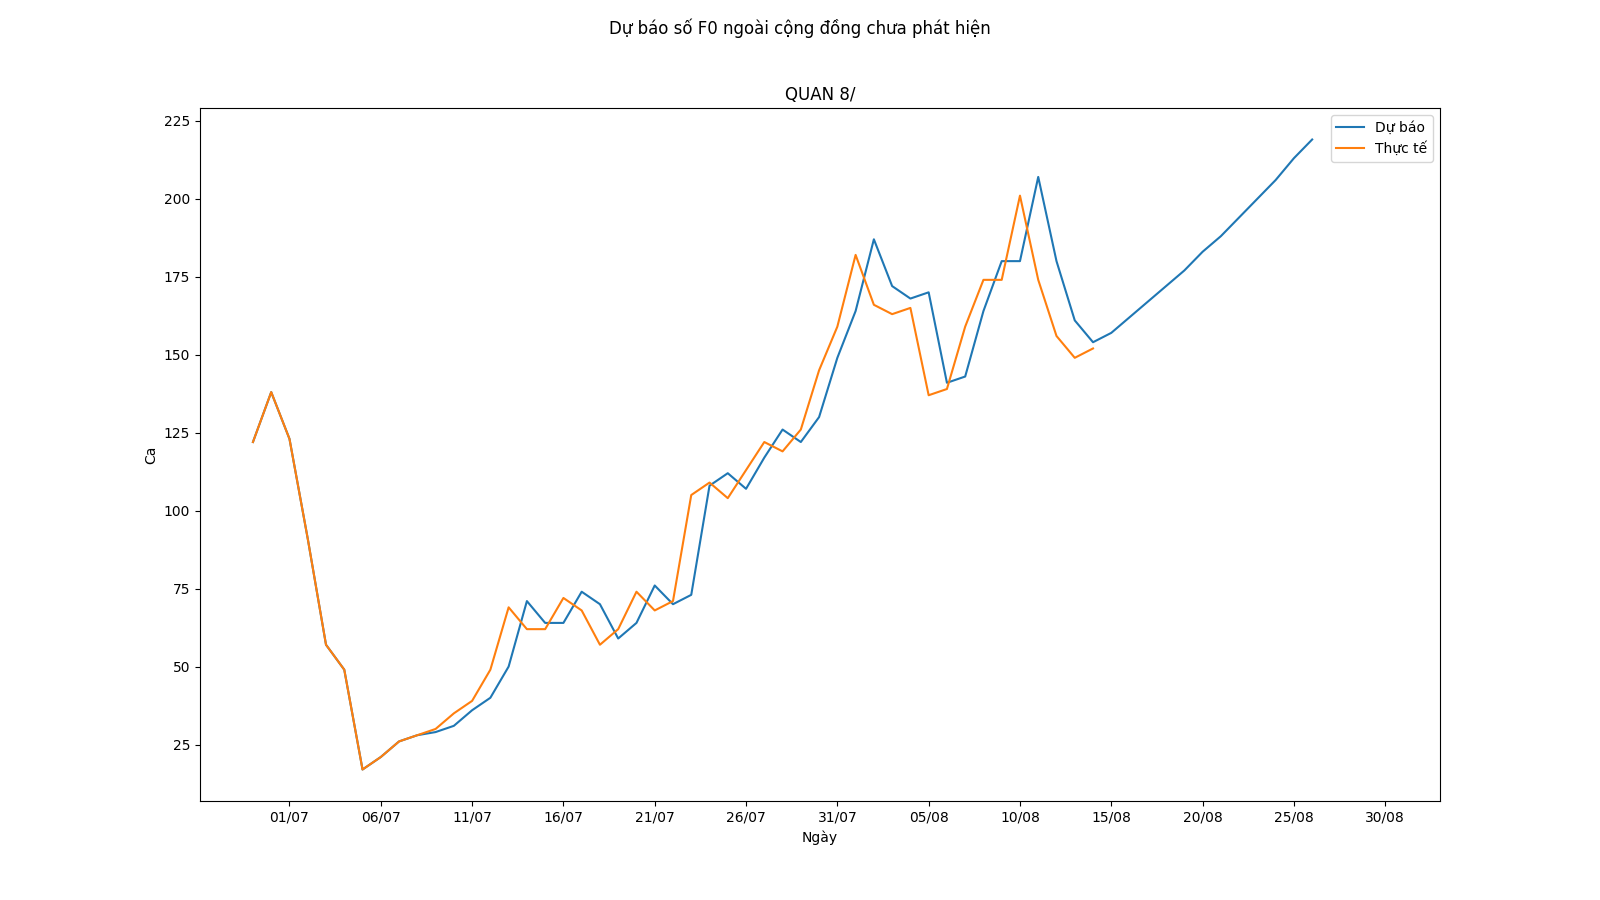 Dự báo số F0 ngoài cộng đồng chưa phát hiện
QUAN 8/
Dự báo
Thực tế
225
200
175
150
125
100
75
50
25
Ca
01/07 06/07 11/07 16/07 21/07 26/07 31/07 05/08 10/08 15/08 20/08 25/08 30/08
Ngày